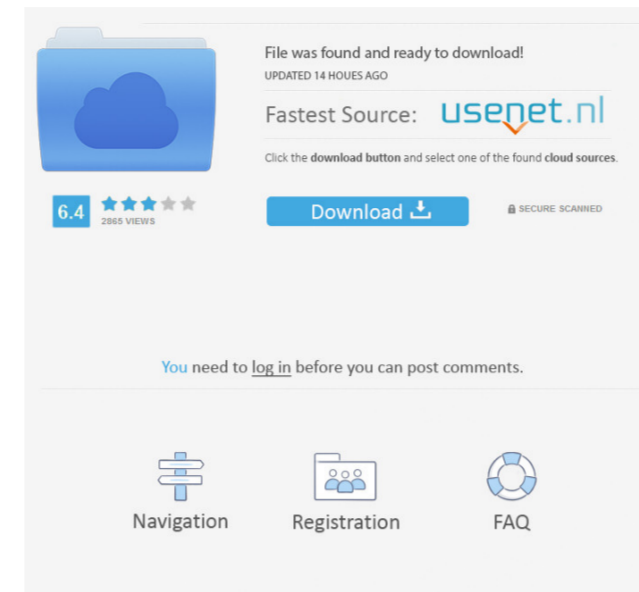 File was found and ready to download!
UPDATED 14 HOUES AGO
Fastest Source: usenet.nl
Click the download button and select one of the found cloud sources.
6.4
2865 VIEWS
Download
SECURE SCANNED
You need to log in before you can post comments.
Navigation Registration FAQ